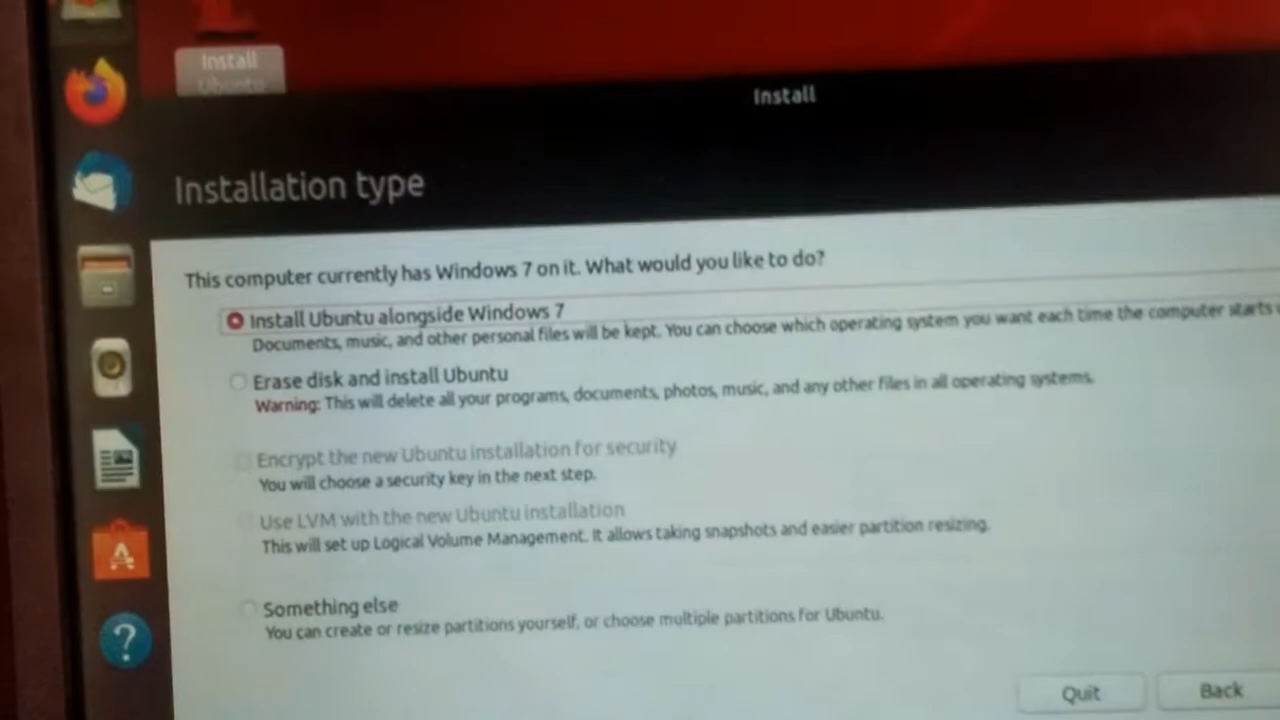 Install
Ubuntu
Install
Installation type
This computer currently has Windows 7 on it. What would you like to do?
Install Ubuntu alongside Windows 7
Documents, music, and other personal files will be kept. You can choose which operating system you want each time the computer starts
Erase disk and install Ubuntu
Warning: This will delete all your programs, documents, photos, music, and any other files in all operating systems.
Encrypt the new Ubuntu installation for security
You will choose a security key in the next step.
Use LVM with the new Ubuntu installation
This will set up Logical Volume Management. It allows taking snapshots and easier partition resizing.
Something else
You can create or resize partitions yourself, or choose multiple partitions for Ubuntu.
Quit
Back